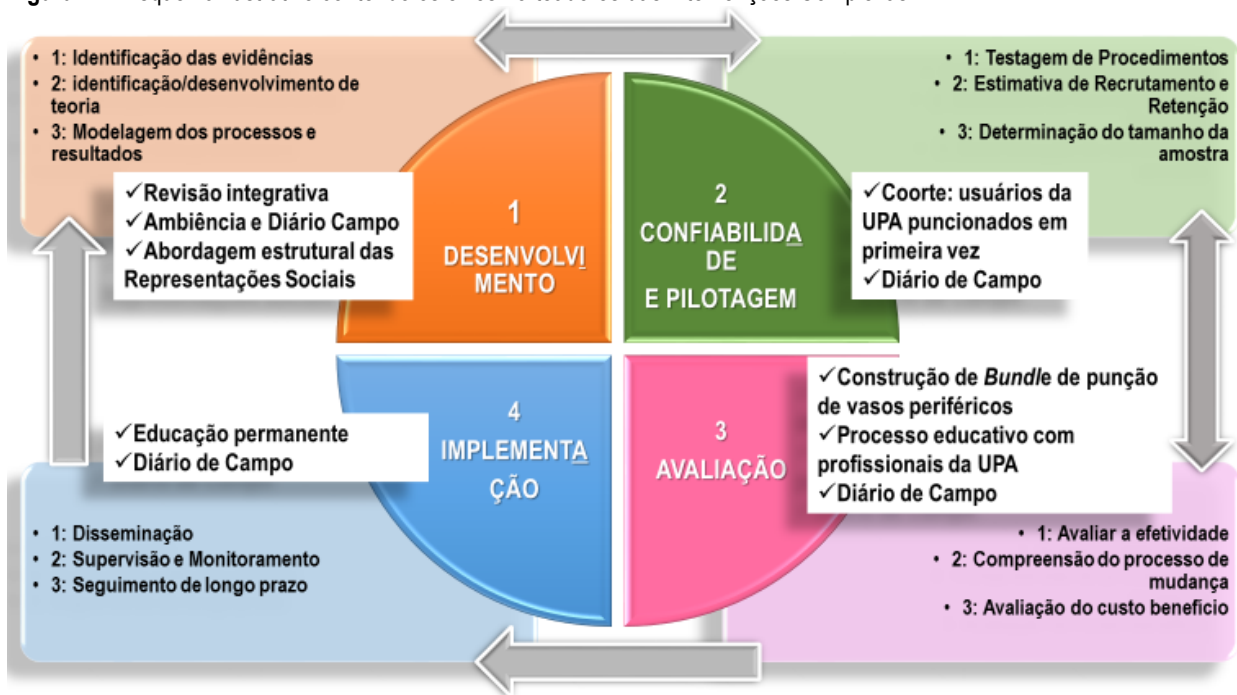 • 1: Identificação das evidências
• 2: identificação/desenvolvimento de
teoria
• 3: Modelagem dos processos e
resultados
✓Revisão integrativa
✓Ambiência e Diário Campo
✓Abordagem estrutural das
Representações Sociais
1
DESENVOLVI
MENTO
2
CONFIABILIDA
DE
E PILOTAGEM
• 1: Testagem de Procedimentos
• 2: Estimativa de Recrutamento e
Retenção
• 3: Determinação do tamanho da
amostra
✓Coorte: usuários da
UPA puncionados em
primeira vez
✓Diário de Campo
✓Educação permanente
✓Diário de Campo
4
IMPLEMENTA
ÇÃO
3
AVALIAÇÃO
✓Construção de Bundle de punção
de vasos periféricos
✓Processo educativo com
profissionais da UPA
✓Diário de Campo
• 1: Disseminação
• 2: Supervisão e Monitoramento
• 3: Seguimento de longo prazo
• 1: Avaliar a efetividade
• 2: Compreensão do processo de
mudança
• 3: Avaliação do custo benefício